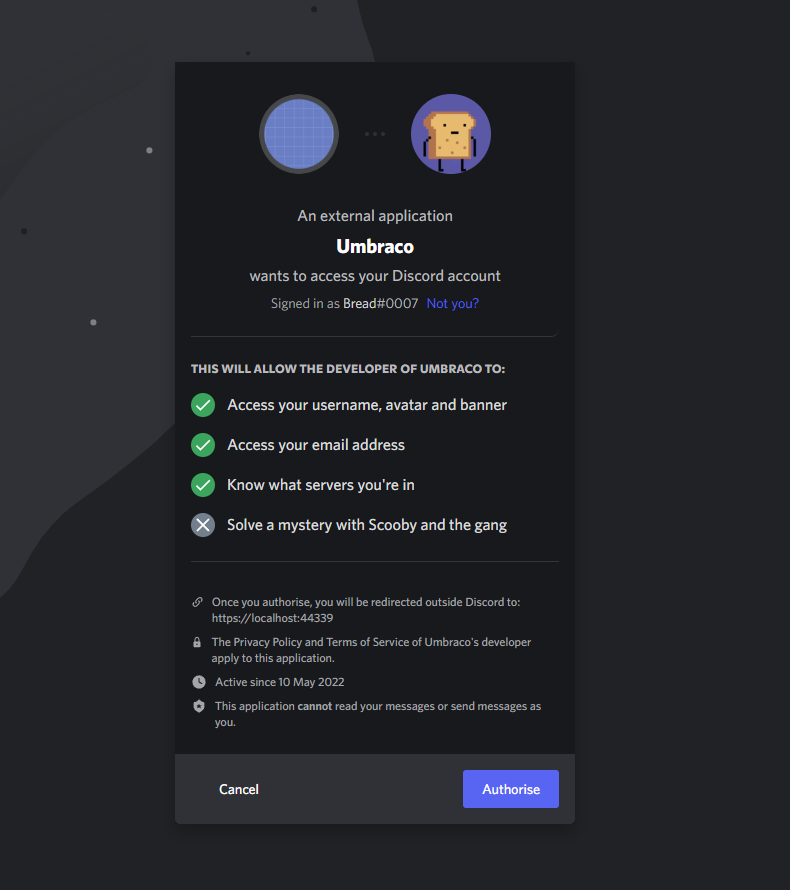 An external application
Umbraco
wants to access your Discord account
Signed in as Bread#0007 Not you?
THIS WILL ALLOW THE DEVELOPER OF UMBRACO TO:
Access your username, avatar and banner
Access your email address
Know what servers you're in
Solve a mystery with Scooby and the gang
Once you authorise, you will be redirected outside Discord to:
https://localhost:44339
The Privacy Policy and Terms of Service of Umbraco's developer
apply to this application.
Active since 10 May 2022
This application cannot read your messages or send messages as
you.
Cancel
Authorise